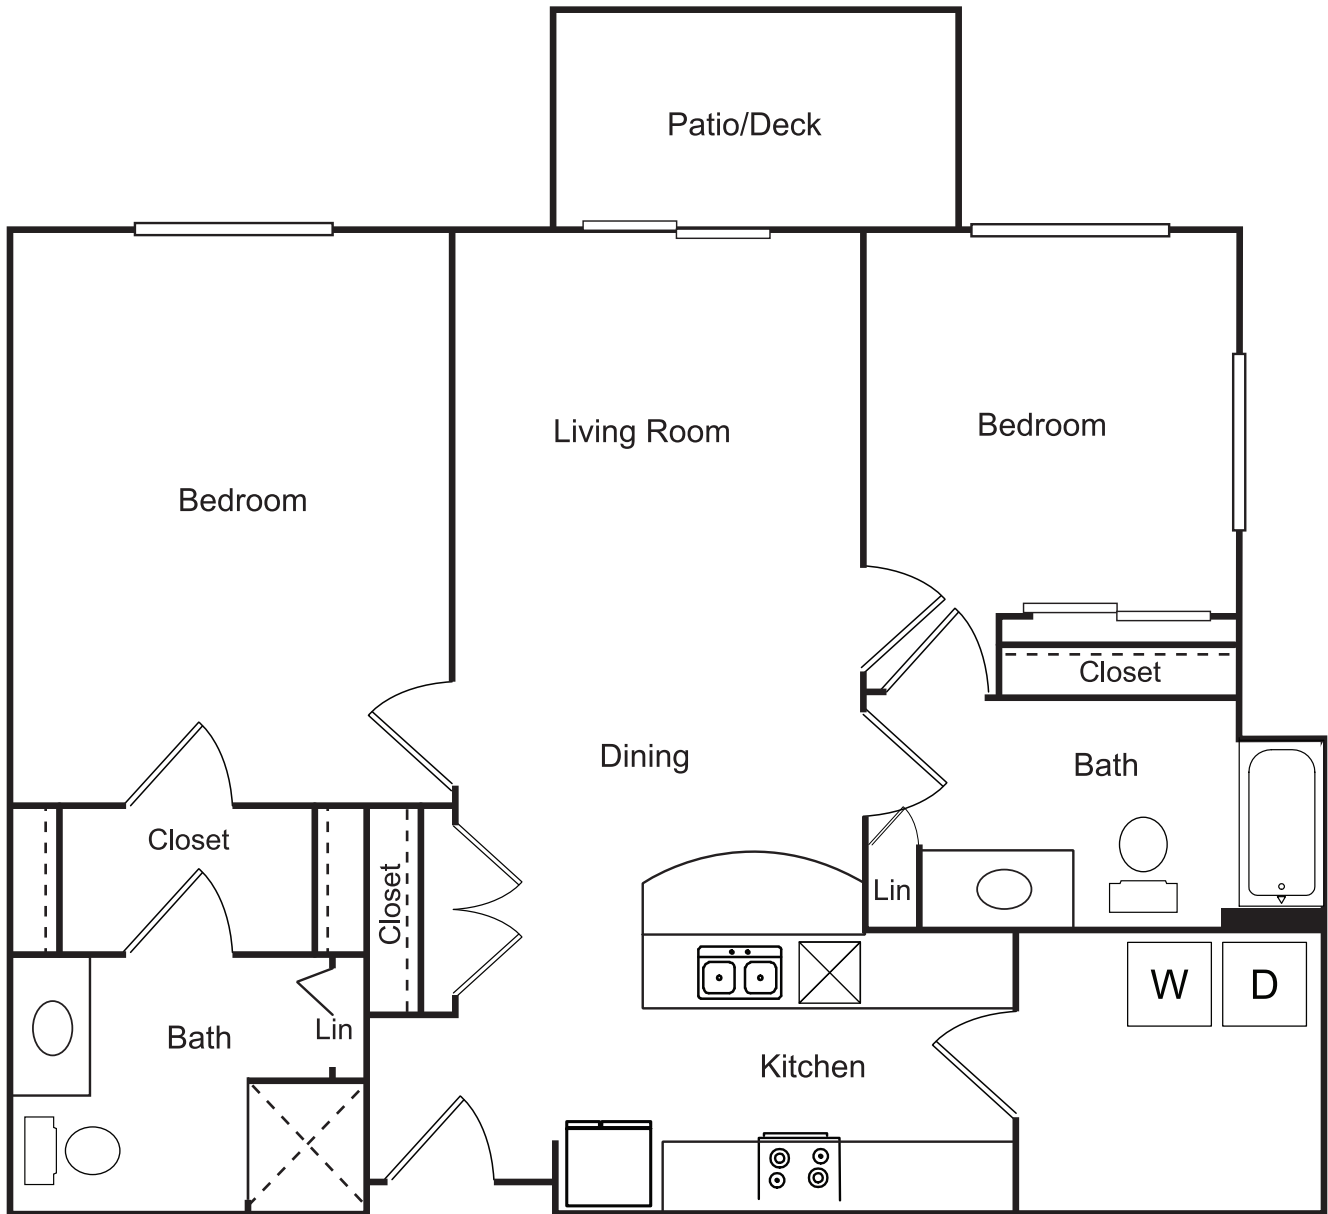 Patio/Deck
Living Room
Bedroom
Bedroom
Closet
Dining
Bath
Closet
Closet
Lin
W
D
Bath
Lin
Kitchen